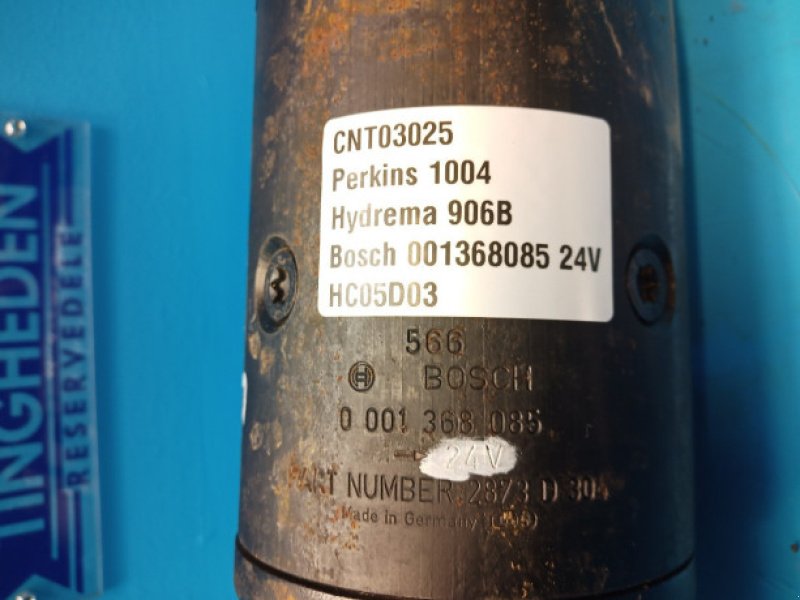 TINGHEDEN
RESERVEDELE
CNT03025
Perkins 1004
Hydrema 906B
Bosch 001368085 24V
HC05D03
566
BOSCH
0 001 368 085
24V
PART NUMBER 2873 D
Made in Germany